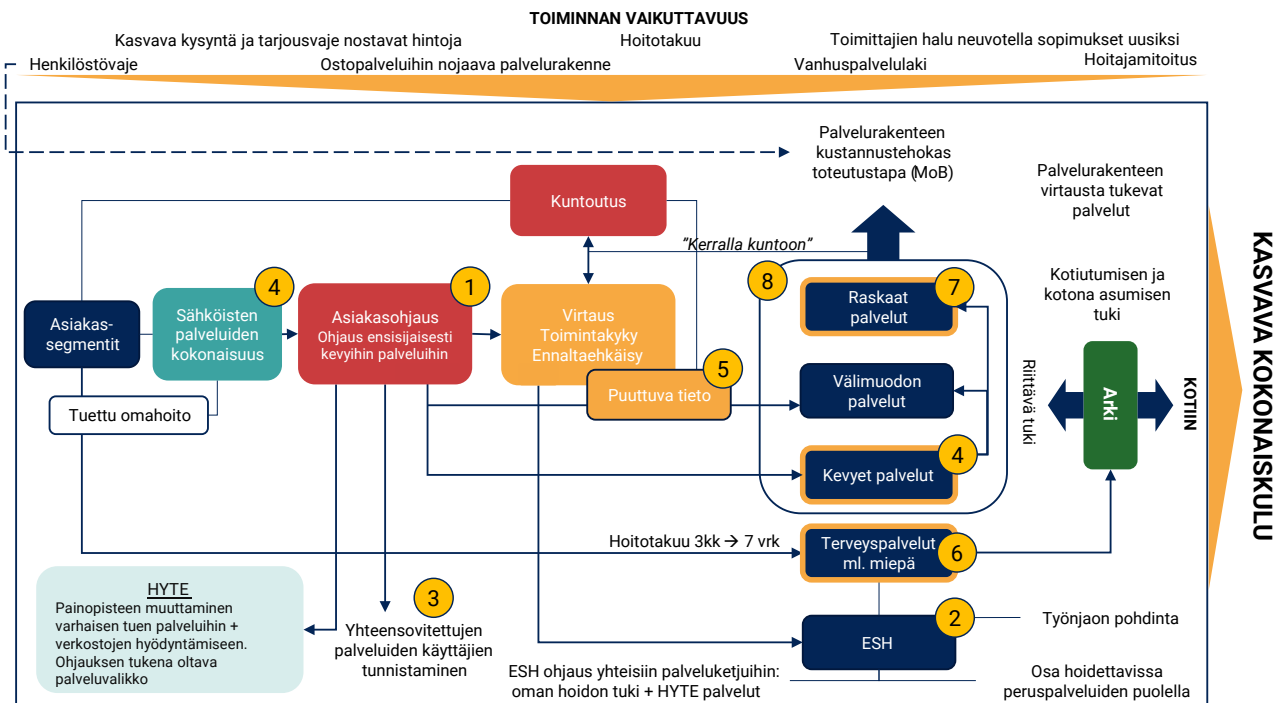 TOIMINNAN VAIKUTTAVUUS
Kasvava kysyntä ja tarjousvaje nostavat hintoja
Hoitotakuu
Toimittajien halu neuvotella sopimukset uusiksi
Henkilöstövaje
Ostopalveluihin nojaava palvelurakenne
Vanhuspalvelulaki
Hoitajamitoitus
Palvelurakenteen
kustannustehokas
toteutustapa (MoB)
Palvelurakenteen
virtausta tukevat
palvelut
Kuntoutus
"Kerralla kuntoon"
Asiakas-
segmentit
4
Sähköisten
palveluiden
kokonaisuus
1
Asiakasohjaus
Ohjaus ensisijaisesti
kevyihin palveluihin
Virtaus
Toimintakyky
Ennaltaehkäisy
5
Puuttuva tieto
Tuettu omahoito
8
7
Raskaat
palvelut
Välimuodon
palvelut
4
Kevyet palvelut
Kotiutumisen ja
kotona asumisen
tuki
Riittävä tuki
Arki
KOTIIN
KASVAVA KOKONAISKULU
Hoitotakuu 3kk → 7 vrk
Terveyspalvelut
ml. miepä
6
HYTE
Painopisteen muuttaminen
varhaisen tuen palveluihin +
verkostojen hyödyntämiseen.
Ohjauksen tukena oltava
palveluvalikko
3
Yhteensovitettujen
palveluiden käyttäjien
tunnistaminen
2
ESH
Työnjaon pohdinta
ESH ohjaus yhteisiin palveluketjuihin:
oman hoidon tuki + HYTE palvelut
Osa hoidettavissa
peruspalveluiden puolella